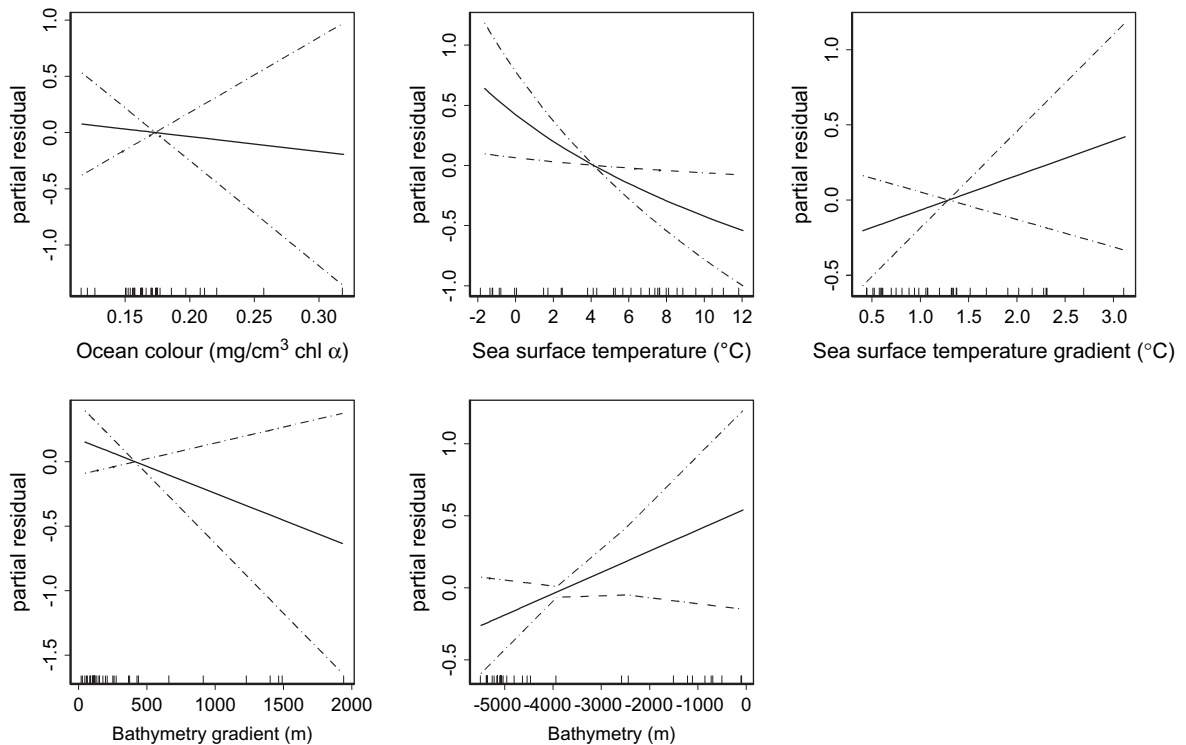 1.0
0.5
0.0
-0.5
-1.0
partial residual
0.15 0.20 0.25 0.30
Ocean colour (mg/cm³ chl α)
1.0
0.5
0.0
-0.5
-1.0
partial residual
-2 0 2 4 6 8 10 12
Sea surface temperature (°C)
1.0
0.5
0.0
-0.5
partial residual
0.5 1.0 1.5 2.0 2.5 3.0
Sea surface temperature gradient (°C)
0.0
-0.5
-1.0
-1.5
partial residual
0 500 1000 1500 2000
Bathymetry gradient (m)
1.0
0.5
0.0
-0.5
partial residual
-5000 -4000 -3000 -2000 -1000 0
Bathymetry (m)